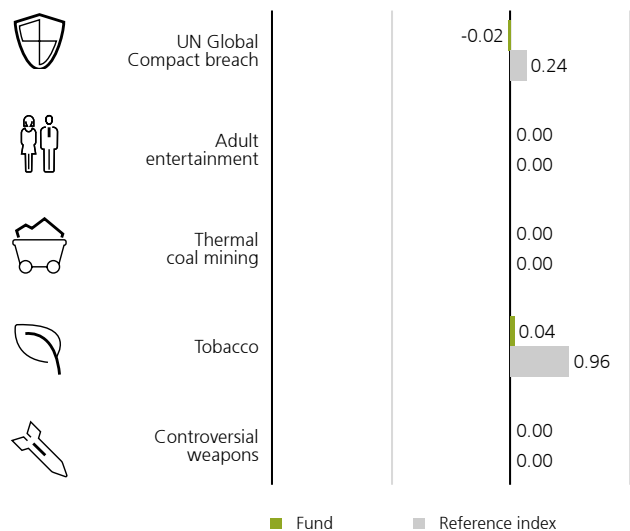 -0.02
UN Global
Compact breach
0.24
Adult
entertainment
0.00
0.00
Thermal
coal mining
0.00
0.00
Tobacco
0.04
0.96
Controversial
weapons
0.00
0.00
Fund Reference index